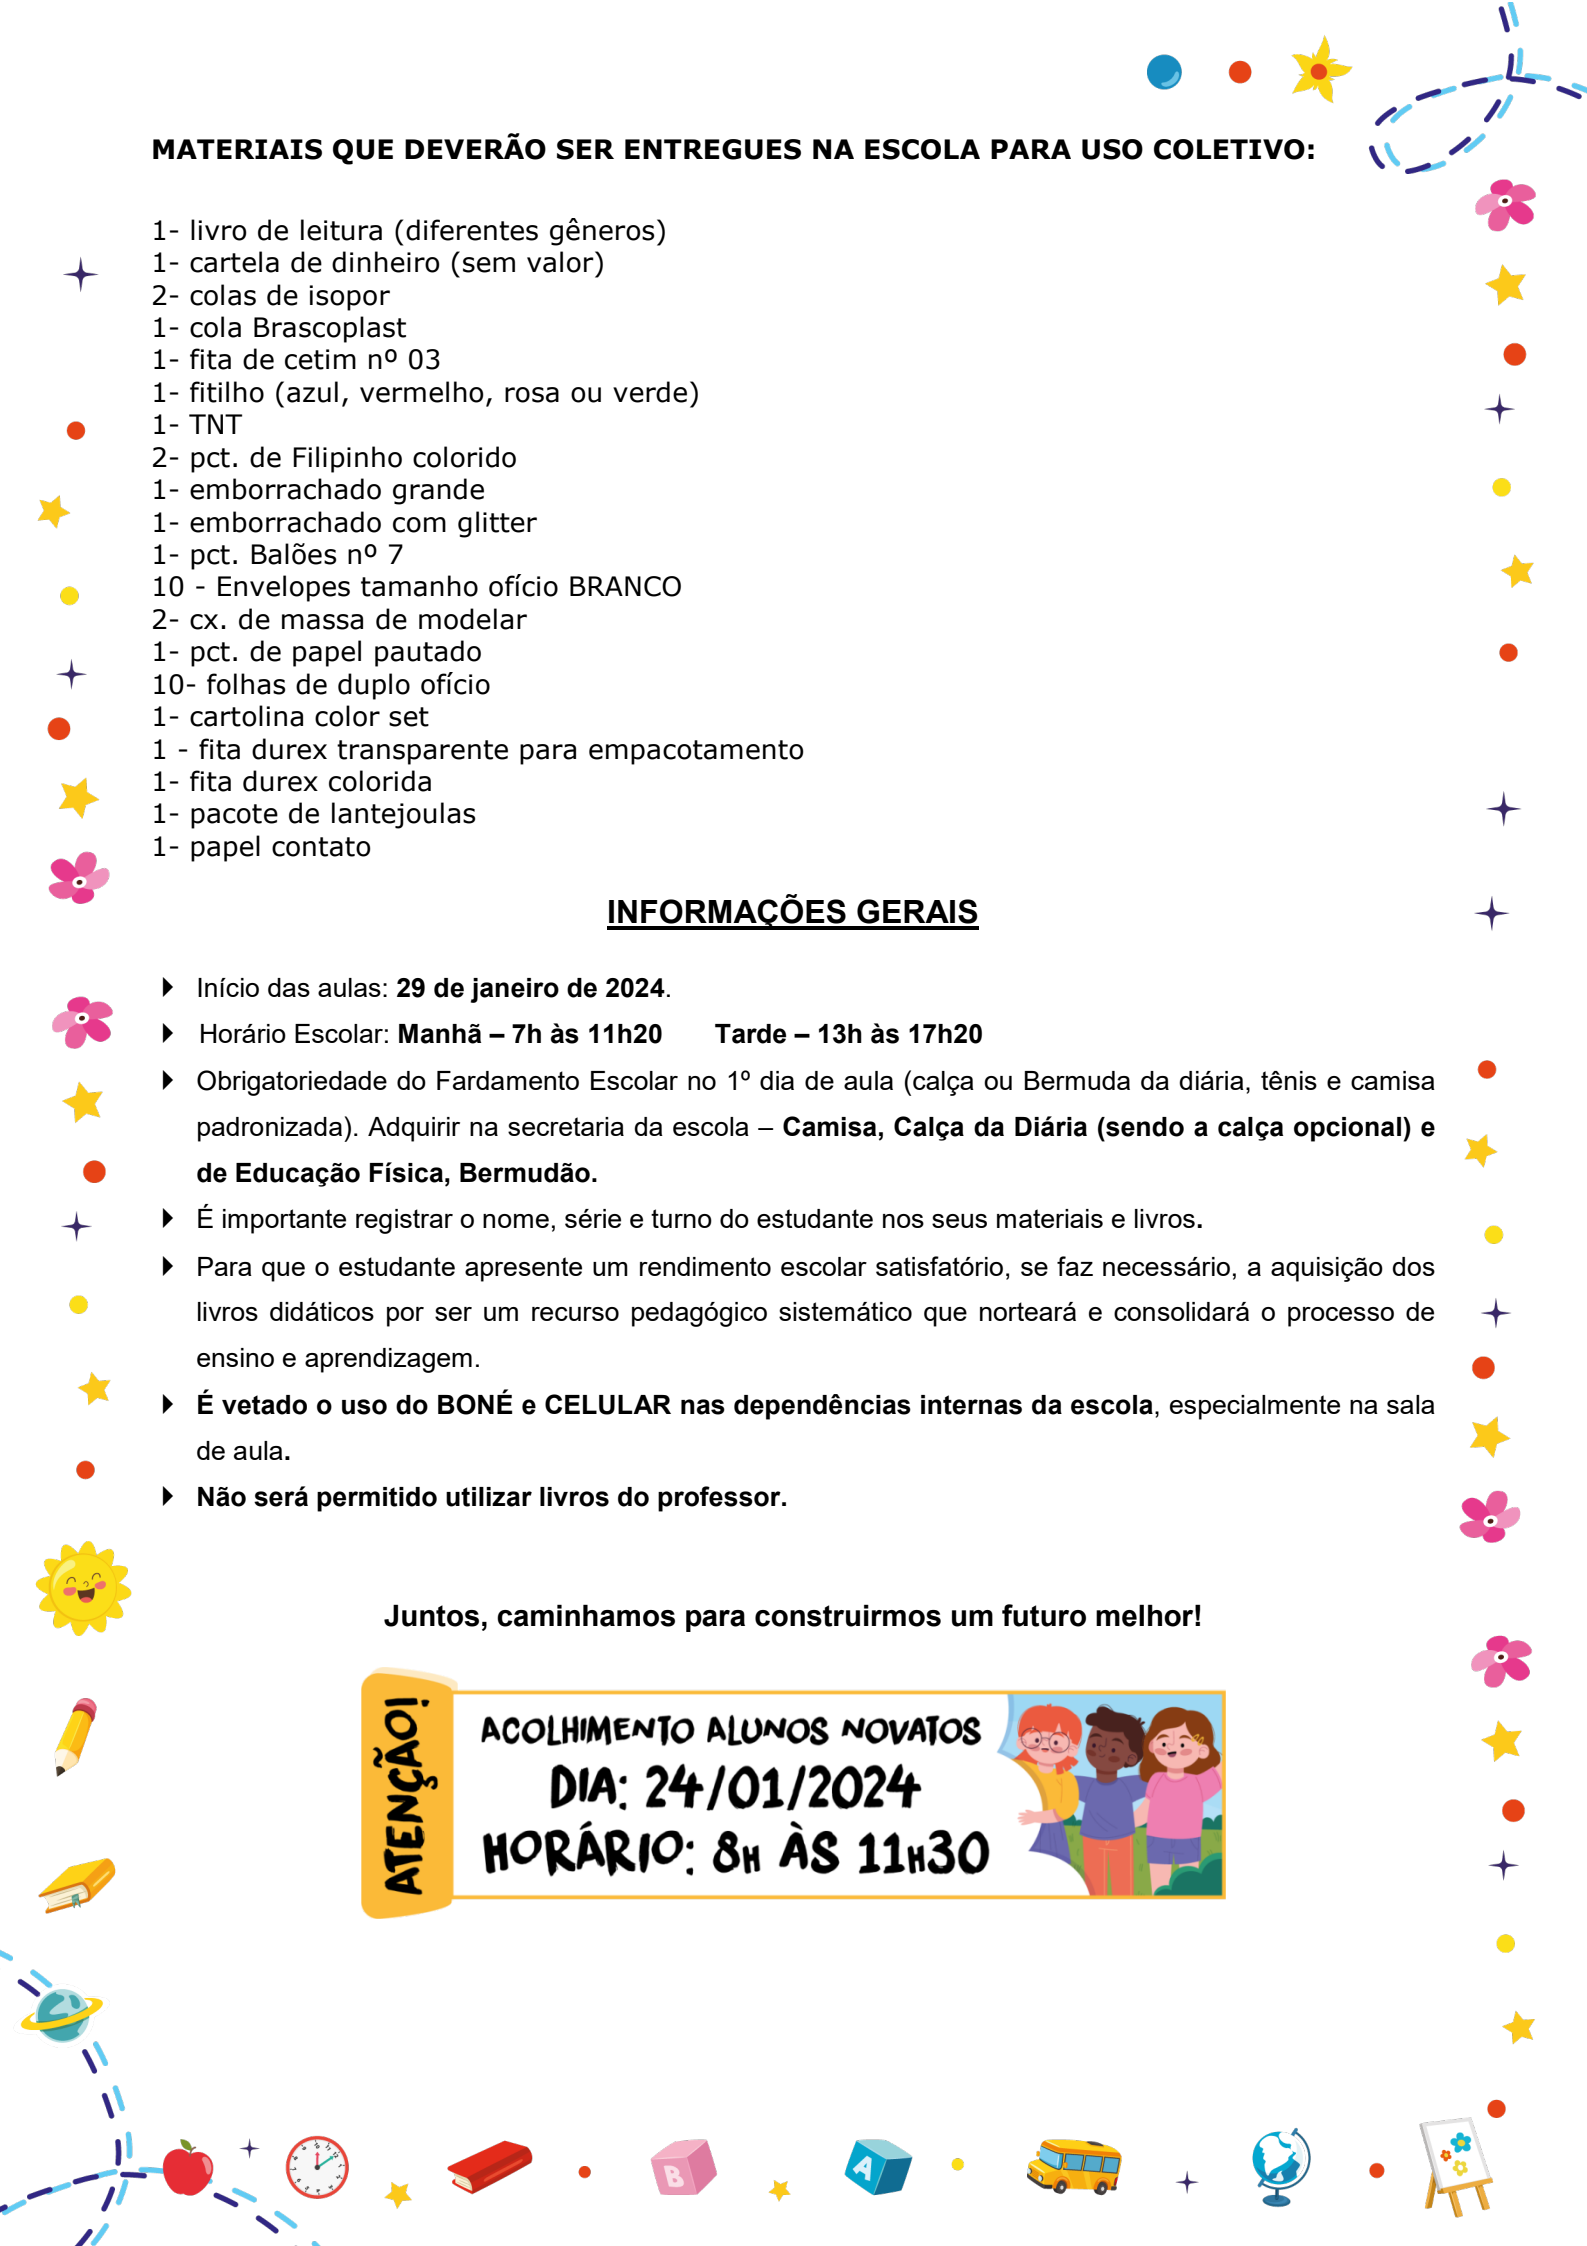 MATERIAIS QUE DEVERÃO SER ENTREGUES NA ESCOLA PARA USO COLETIVO:
1- livro de leitura (diferentes gêneros)
1- cartela de dinheiro (sem valor)
2- colas de isopor
1- cola Brascoplast
1- fita de cetim nº 03
1- fitilho (azul, vermelho, rosa ou verde)
1- TNT
2- pct. de Filipinho colorido
1- emborrachado grande
1- emborrachado com glitter
1- pct. Balões nº 7
10 - Envelopes tamanho ofício BRANCO
2- cx. de massa de modelar
1- pct. de papel pautado
10- folhas de duplo ofício
1- cartolina color set
1 - fita durex transparente para empacotamento
1- fita durex colorida
1- pacote de lantejoulas
1- papel contato
INFORMAÇÕES GERAIS
Início das aulas: 29 de janeiro de 2024.
Horário Escolar: Manhã – 7h às 11h20 Tarde – 13h às 17h20
Obrigatoriedade do Fardamento Escolar no 1º dia de aula (calça ou Bermuda da diária, tênis e camisa
padronizada). Adquirir na secretaria da escola – Camisa, Calça da Diária (sendo a calça opcional) e
de Educação Física, Bermudão.
É importante registrar o nome, série e turno do estudante nos seus materiais e livros.
Para que o estudante apresente um rendimento escolar satisfatório, se faz necessário, a aquisição dos
livros didáticos por ser um recurso pedagógico sistemático que norteará e consolidará o processo de
ensino e aprendizagem.
É vetado o uso do BONÉ e CELULAR nas dependências internas da escola, especialmente na sala
de aula.
Não será permitido utilizar livros do professor.
Juntos, caminhamos para construirmos um futuro melhor!
ATENÇÃO!
ACOLHIMENTO ALUNOS NOVATOS
DIA: 24/01/2024
HORÁRIO: 8H ÀS 11H30
B
A